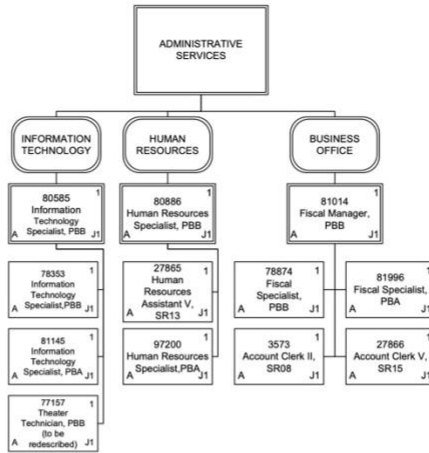 ADMINISTRATIVE
SERVICES
INFORMATION
TECHNOLOGY
HUMAN
RESOURCES
BUSINESS
OFFICE
1
80585
Information
Technology
Specialist, PBB
A J1
1
80886
Human Resources
Specialist, PBB
A J1
1
81014
Fiscal Manager,
PBB
A J1
1
78353
Information
Technology
Specialist,PBB
A J1
1
27865
Human
Resources
Assistant V,
SR13
A J1
1
78874
Fiscal
Specialist,
PBB
A J1
1
81996
Fiscal Specialist,
PBA
A J1
1
81145
Information
Technology
Specialist, PBA
A J1
1
97200
Human Resources
Specialist,PBA
A J1
1
3573
Account Clerk II,
SR08
A J1
1
27866
Account Clerk V,
SR15
A J1
1
77157
Theater
Technician, PBB
(to be
redescribed)
A J1